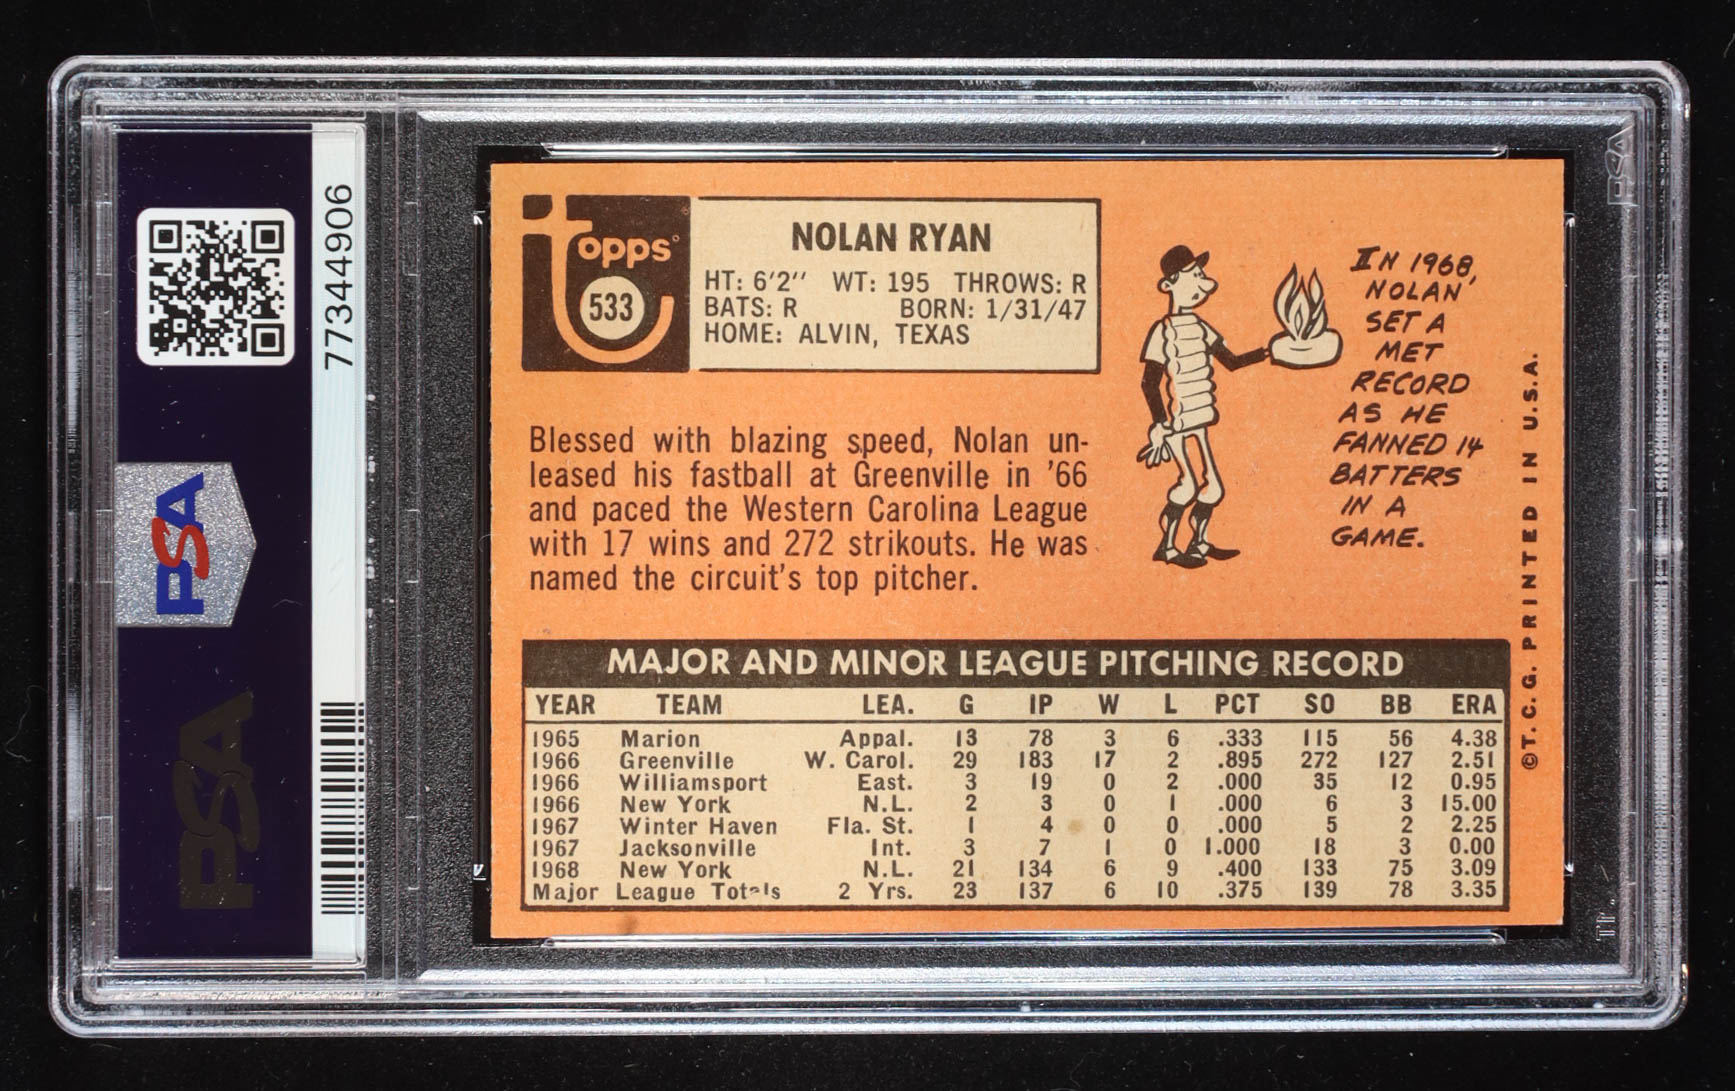 77344906
PSA
PSA
topps
533
NOLAN RYAN
HT: 6'2" WT: 195 THROWS: R
BATS: R BORN: 1/31/47
HOME: ALVIN, TEXAS
Blessed with blazing speed, Nolan un-
leased his fastball at Greenville in '66
and paced the Western Carolina League
with 17 wins and 272 strikouts. He was
named the circuit's top pitcher.
IN 1968,
NOLAN
SET A
MET
RECORD
AS HE
FANNED 14
BATTERS
IN A
GAME.
MAJOR AND MINOR LEAGUE PITCHING RECORD
YEAR TEAM LEA. G IP W L PCT SO BB ERA
1965 Marion Appal. 13 78 3 6 .333 115 56 4.38
1966 Greenville W. Carol. 29 183 17 2 .895 272 127 2.51
1966 Williamsport East. 3 19 0 2 .000 35 12 0.95
1966 New York N.L. 2 3 0 1 .000 6 3 15.00
1967 Winter Haven Fla. St. 1 4 0 0 .000 5 2 2.25
1967 Jacksonville Int. 3 7 1 0 1.000 18 3 0.00
1968 New York N.L. 21 134 6 9 .400 133 75 3.09
Major League Totals 2 Yrs. 23 137 6 10 .375 139 78 3.35
©T.C.G. PRINTED IN U.S.A.
PSA